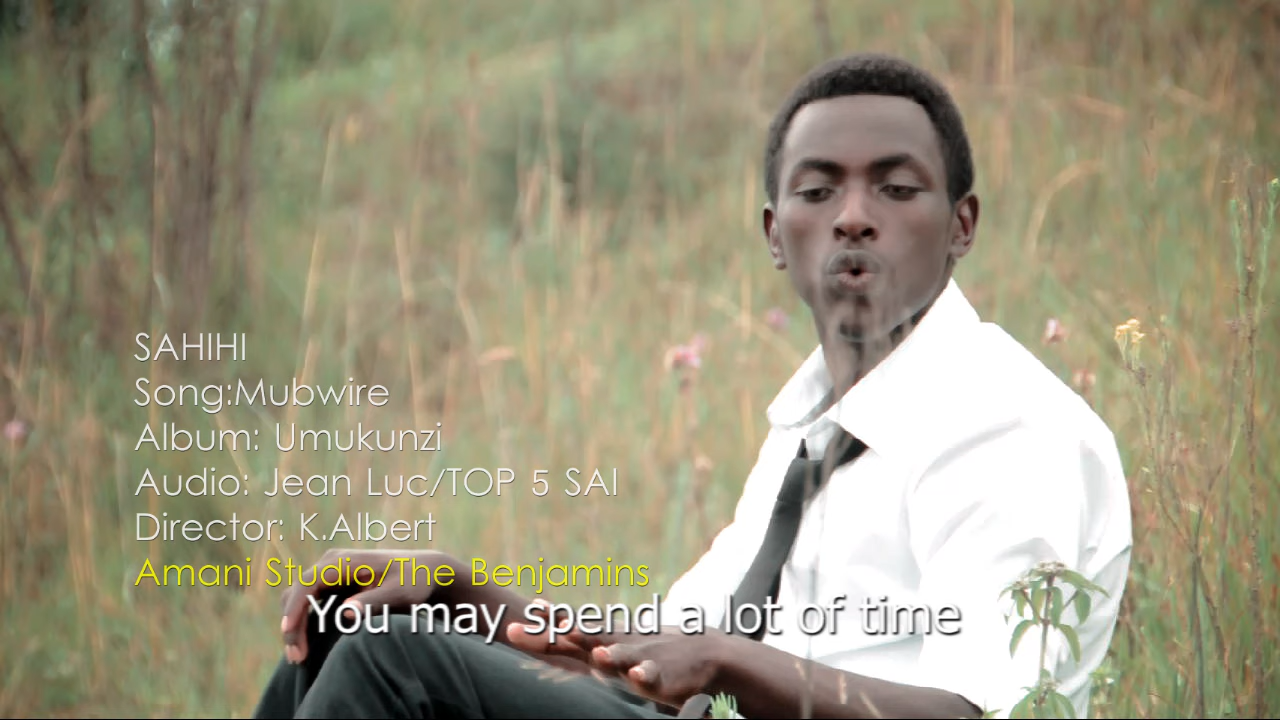 SAHIHI
Song:Mubwire
Album: Umukunzi
Audio: Jean Luc/TOP 5 SAI
Director: K.Albert
Amani Studio/The Benjamins
You may spend a lot of time